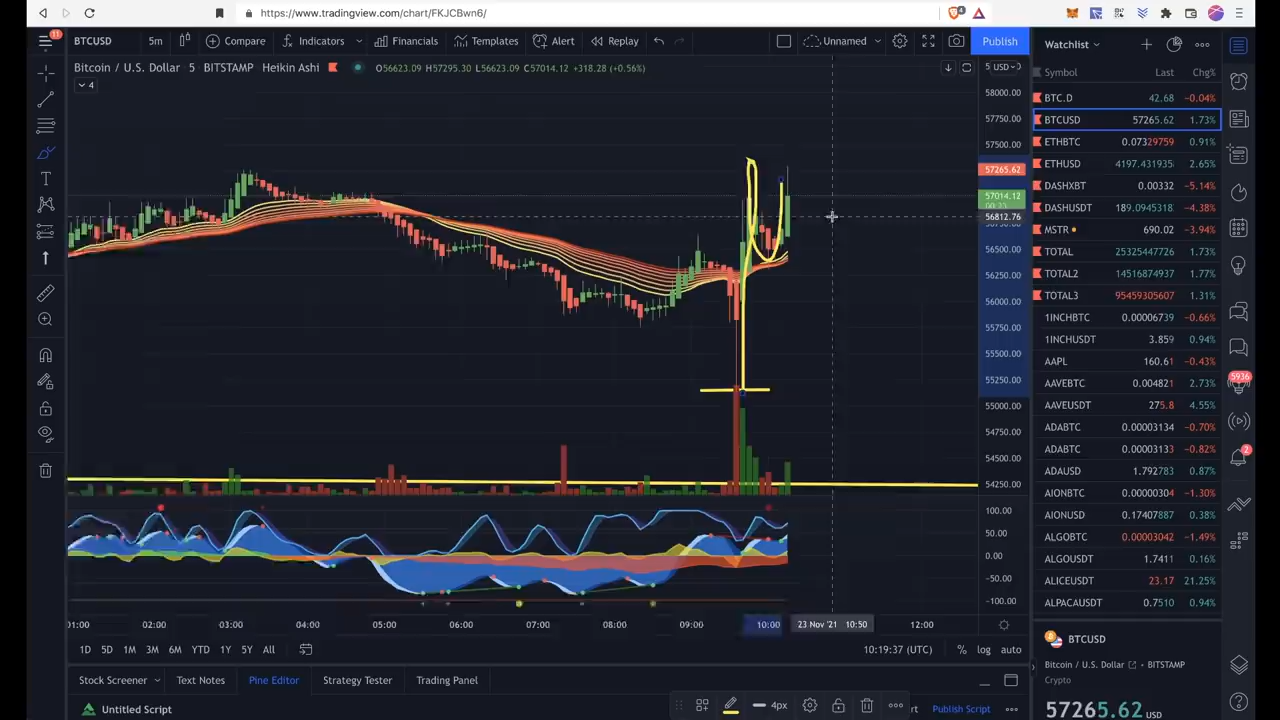 https://www.tradingview.com/chart/FKJCBwn6/
11
BTCUSD 5m Compare Indicators Financials Templates Alert Replay Unnamed Publish
Watchlist
Bitcoin / U.S. Dollar 5 BITSTAMP Heikin Ashi O56623.09 H57295.30 L56623.09 C57014.12 +318.28 (+0.56%)
USD
4
58000.00
57750.00
57500.00
57265.62
57014.12
56812.76
56500.00
56250.00
56000.00
55750.00
55500.00
55250.00
55000.00
54750.00
54500.00
54250.00
100.00
50.00
0.00
−50.00
−100.00
01:00 02:00 03:00 04:00 05:00 06:00 07:00 08:00 09:00 10:00 23 Nov '21 10:50 12:00
1D 5D 1M 3M 6M YTD 1Y 5Y All 10:19:37 (UTC) % log auto
Stock Screener Text Notes Pine Editor Strategy Tester Trading Panel
Untitled Script 4px Publish Script
Symbol Last Chg%
BTC.D 42.68 −0.04%
BTCUSD 57265.62 1.73%
ETHBTC 0.07329759 0.91%
ETHUSD 4197.431935 2.65%
DASHXBT 0.00332 −5.14%
DASHUSDT 189.0945318 −4.38%
MSTR 690.02 −3.94%
TOTAL 25325447726 1.73%
TOTAL2 14516874937 1.77%
TOTAL3 95459305607 1.31%
1INCHBTC 0.00006739 −0.66%
1INCHUSDT 3.859 0.94%
AAPL 160.61 −0.43%
AAVEBTC 0.004821 2.73%
AAVEUSDT 275.8 4.55%
ADABTC 0.00003134 −0.70%
ADABTC 0.00003133 −0.82%
ADAUSD 1.792783 0.87%
AIONBTC 0.00000304 −1.30%
AIONUSD 0.17407887 0.38%
ALGOBTC 0.00003042 −1.49%
ALGOUSDT 1.7411 0.16%
ALICEUSDT 23.17 21.25%
ALPACAUSDT 0.7510 0.94%
BTCUSD
Bitcoin / U.S. Dollar • BITSTAMP
Crypto
57265.62 USD
5936
2